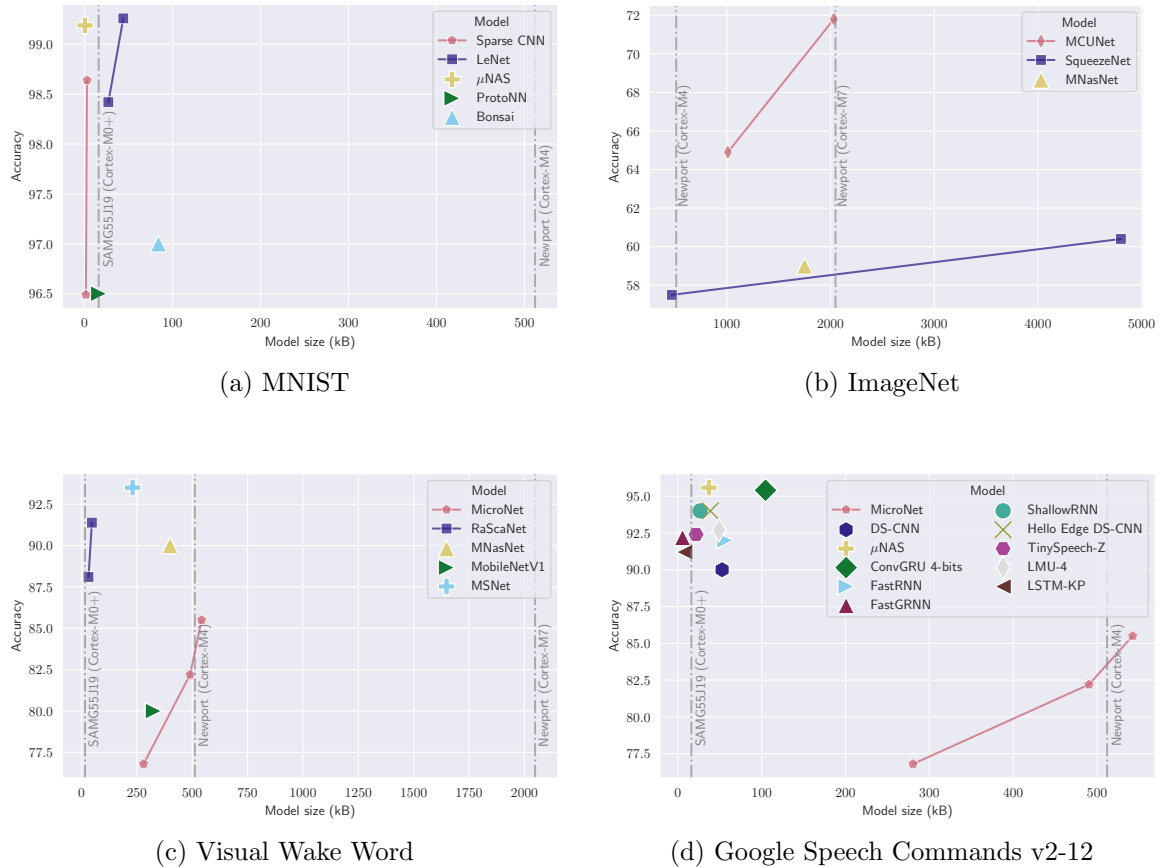 99.0
98.5
98.0
97.5
97.0
96.5
Accuracy
0
100
200
300
400
500
Model size (kB)
SAMG55J19 (Cortex-M0+)
Newport (Cortex-M4)
Model
Sparse CNN
LeNet
μNAS
ProtoNN
Bonsai
(a) MNIST
72
70
68
66
64
62
60
58
Accuracy
1000
2000
3000
4000
5000
Model size (kB)
Newport (Cortex-M4)
Newport (Cortex-M7)
Model
MCUNet
SqueezeNet
MNasNet
(b) ImageNet
92.5
90.0
87.5
85.0
82.5
80.0
77.5
Accuracy
0
250
500
750
1000
1250
1500
1750
2000
Model size (kB)
SAMG55J19 (Cortex-M0+)
Newport (Cortex-M4)
Newport (Cortex-M7)
Model
MicroNet
RaScaNet
MNasNet
MobileNetV1
MSNet
(c) Visual Wake Word
95.0
92.5
90.0
87.5
85.0
82.5
80.0
77.5
Accuracy
0
100
200
300
400
500
Model size (kB)
SAMG55J19 (Cortex-M0+)
Newport (Cortex-M4)
Model
MicroNet
DS-CNN
μNAS
ConvGRU 4-bits
FastRNN
FastGRNN
ShallowRNN
Hello Edge DS-CNN
TinySpeech-Z
LMU-4
LSTM-KP
(d) Google Speech Commands v2-12